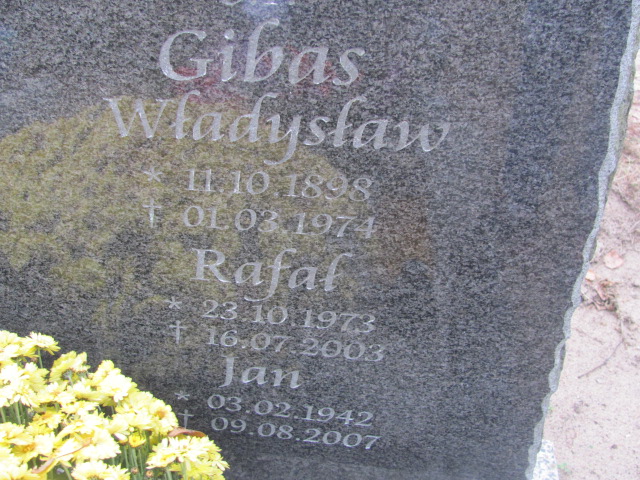 Gibas
Władysław
* 11.10.1898
† 01.03.1974
Rafał
* 23.10.1973
† 16.07.2003
Jan
* 03.02.1942
† 09.08.2007